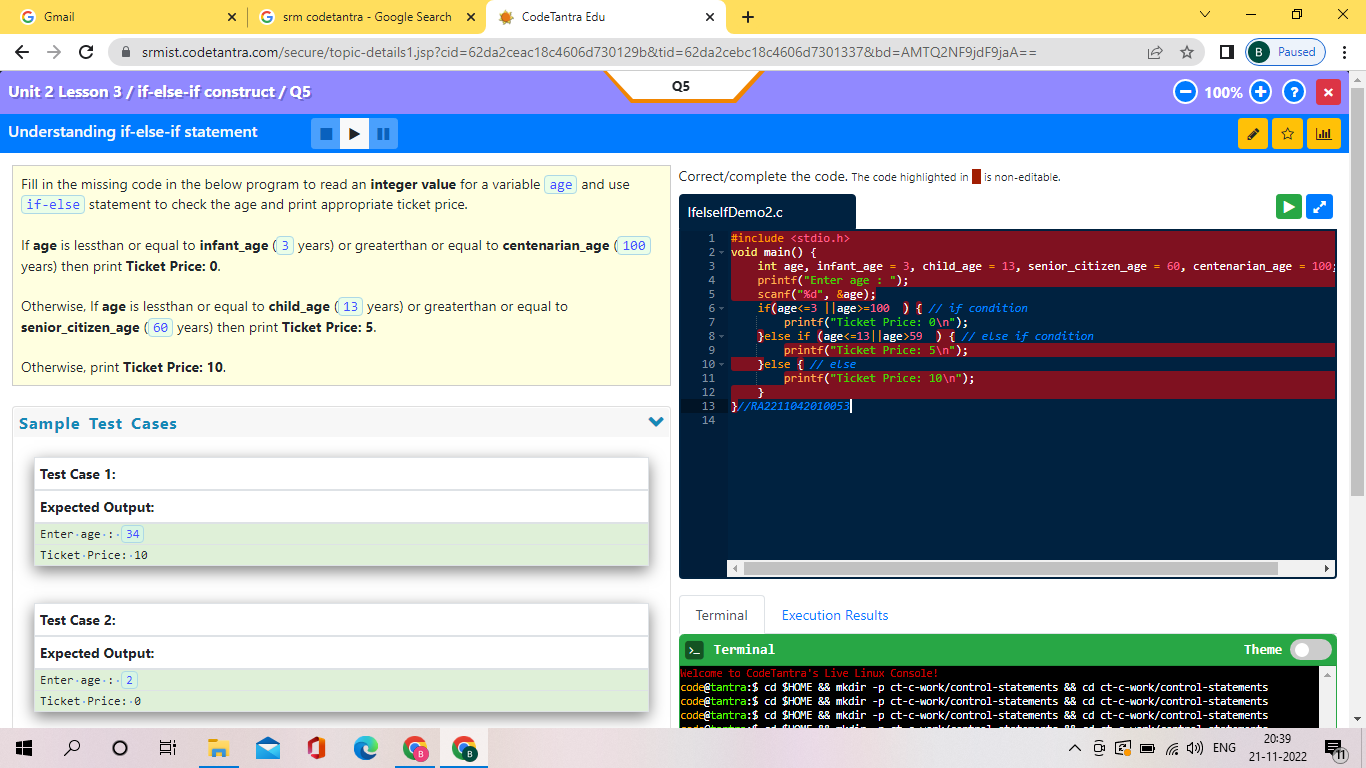 Gmail
srm codetantra - Google Search
CodeTantra Edu
srmist.codetantra.com/secure/topic-details1.jsp?cid=62da2ceac18c4606d730129b&tid=62da2cebc18c4606d7301337&bd=AMTQ2NF9jdF9jaA==
B Paused
Unit 2 Lesson 3 / if-else-if construct / Q5
Q5
100%
Understanding if-else-if statement
Fill in the missing code in the below program to read an integer value for a variable age and use
if-else statement to check the age and print appropriate ticket price.
If age is lessthan or equal to infant_age ( 3 years) or greaterthan or equal to centenarian_age ( 100
years) then print Ticket Price: 0.
Otherwise, If age is lessthan or equal to child_age ( 13 years) or greaterthan or equal to
senior_citizen_age ( 60 years) then print Ticket Price: 5.
Otherwise, print Ticket Price: 10.
Sample Test Cases
Test Case 1:
Expected Output:
Enter·age·:· 34
Ticket·Price:·10
Test Case 2:
Expected Output:
Enter·age·:· 2
Ticket·Price:·0
Correct/complete the code. The code highlighted in is non-editable.
IfelseIfDemo2.c
1 #include <stdio.h>
2 void main() {
3 int age, infant_age = 3, child_age = 13, senior_citizen_age = 60, centenarian_age = 100;
4 printf("Enter age : ");
5 scanf("%d", &age);
6 if(age<=3 ||age>=100 ) { // if condition
7 printf("Ticket Price: 0\n");
8 }else if (age<=13||age>59 ) { // else if condition
9 printf("Ticket Price: 5\n");
10 }else { // else
11 printf("Ticket Price: 10\n");
12 }
13 }//RA2211042010053
14
Terminal
Execution Results
Terminal
Theme
Welcome to CodeTantra's Live Linux Console!
code@tantra:$ cd $HOME && mkdir -p ct-c-work/control-statements && cd ct-c-work/control-statements
code@tantra:$ cd $HOME && mkdir -p ct-c-work/control-statements && cd ct-c-work/control-statements
code@tantra:$ cd $HOME && mkdir -p ct-c-work/control-statements && cd ct-c-work/control-statements
ENG
20:39
21-11-2022
11